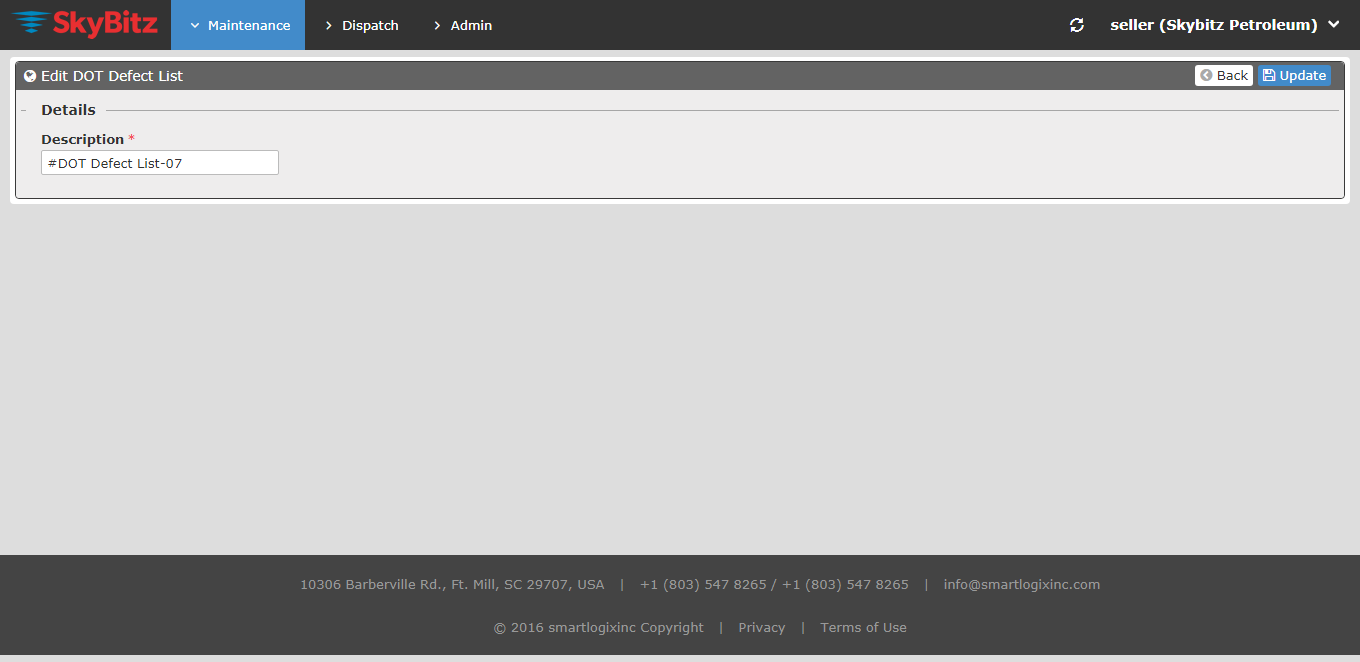 SkyBitz Maintenance Dispatch Admin seller (Skybitz Petroleum)
Edit DOT Defect List Back Update
Details
Description *
#DOT Defect List-07
10306 Barberville Rd., Ft. Mill, SC 29707, USA | +1 (803) 547 8265 / +1 (803) 547 8265 | info@smartlogixinc.com
© 2016 smartlogixinc Copyright | Privacy | Terms of Use